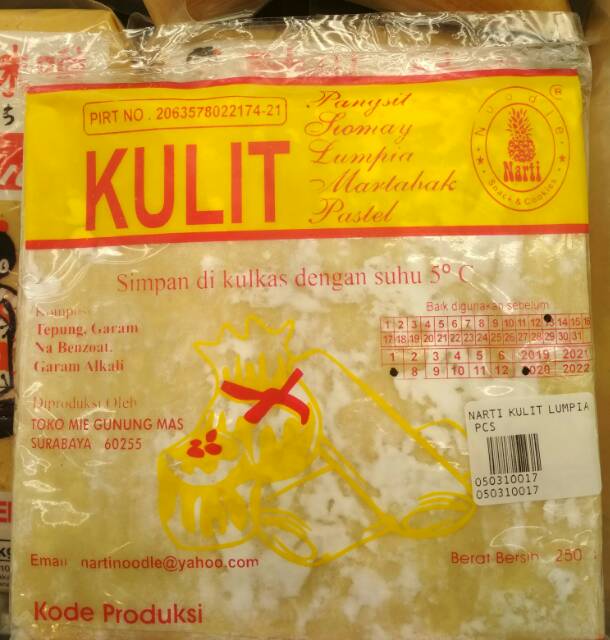 PIRT NO . 2063578022174-21
KULIT
Pangsit
Siomay
Lumpia
Martabak
Pastel
Noodle
Narti
Snack & Cookies
®
Simpan di kulkas dengan suhu 5° C
Tepung, Garam
Na Benzoat.
Garam Alkali
Diproduksi Oleh
TOKO MIE GUNUNG MAS
SURABAYA 60255
Baik digunakan sebelum
1 2 3 4 5 6 7 8 9 10 11 12 14 15 16
17 18 19 20 21 22 23 24 25 26 27 28 29 30 31
1 2 3 4 5 6 2019 2021
8 9 10 11 12 2022
NARTI KULIT LUMPIA
PCS
050310017
050310017
Email nartinoodle@yahoo.com
Berat Bersih 250
Kode Produksi